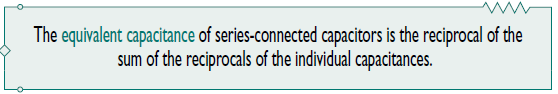 The equivalent capacitance of series-connected capacitors is the reciprocal of the
sum of the reciprocals of the individual capacitances.